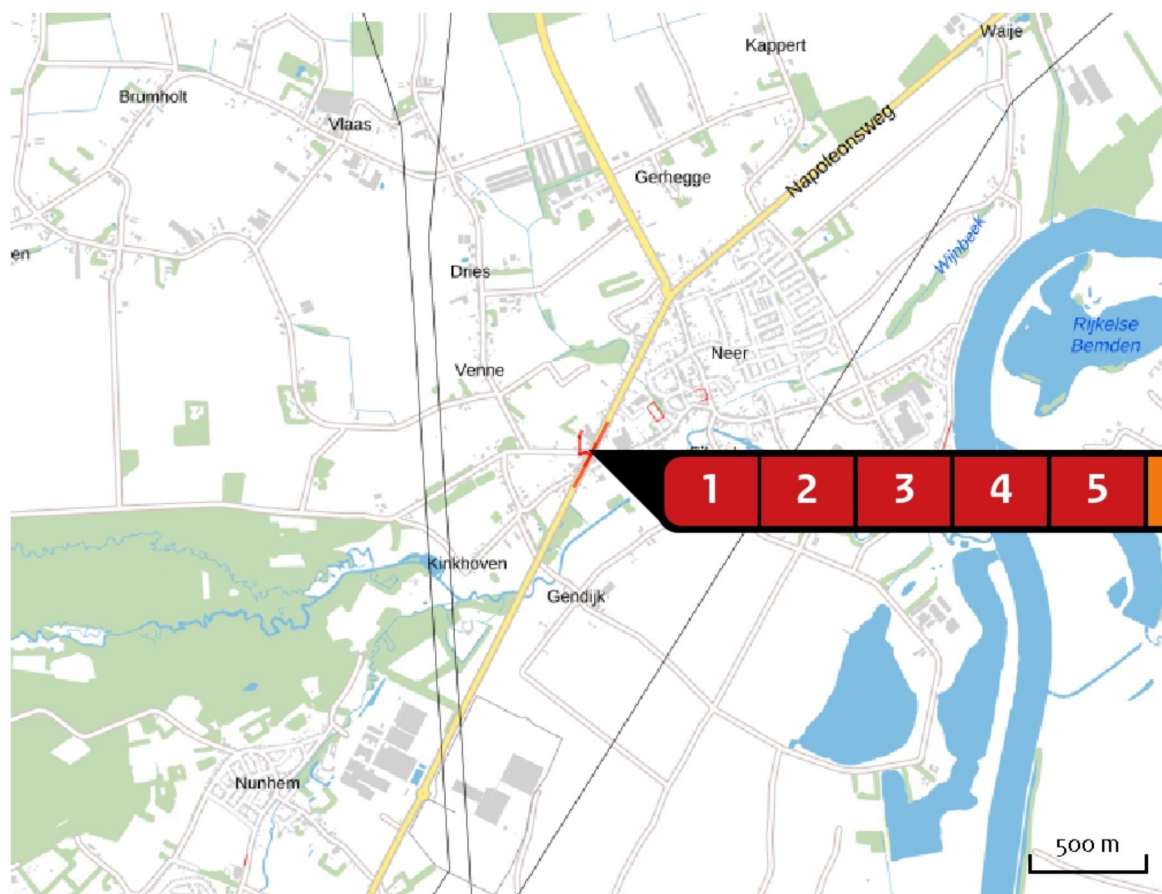 Waije
Kappert
Brumholt
Vlaas
Napoleonsweg
Gerhegge
en
Wijnbeek
Dries
Rijkelse
Bemden
Neer
Venne
1 2 3 4 5
Kinkhoven
Gendijk
Nunhem
500 m